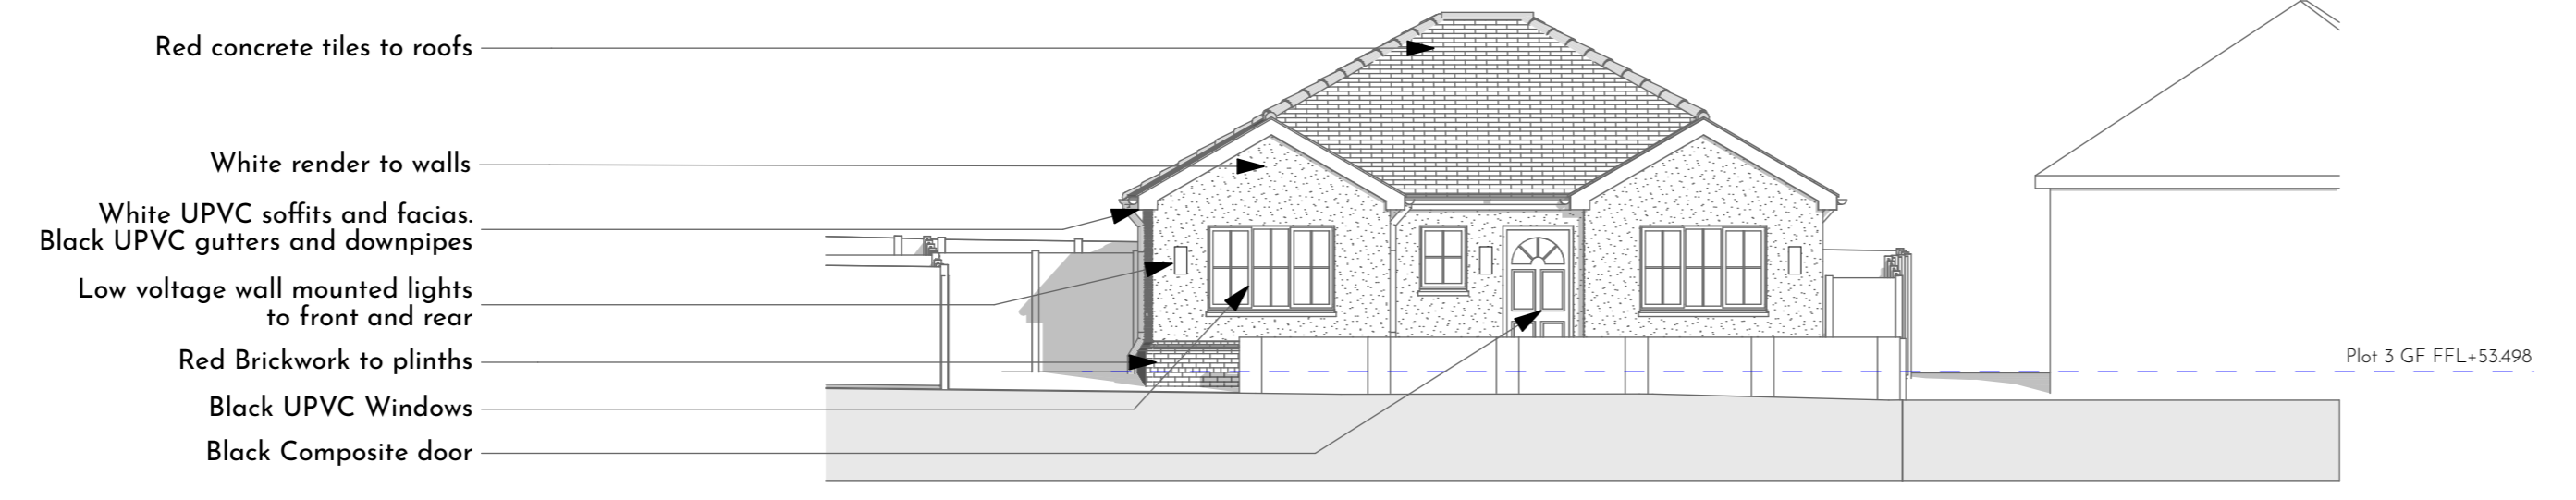 Red concrete tiles to roofs
White render to walls
White UPVC soffits and facias.
Black UPVC gutters and downpipes
Low voltage wall mounted lights
to front and rear
Red Brickwork to plinths
Plot 3 GF FFL+53.498
Black UPVC Windows
Black Composite door